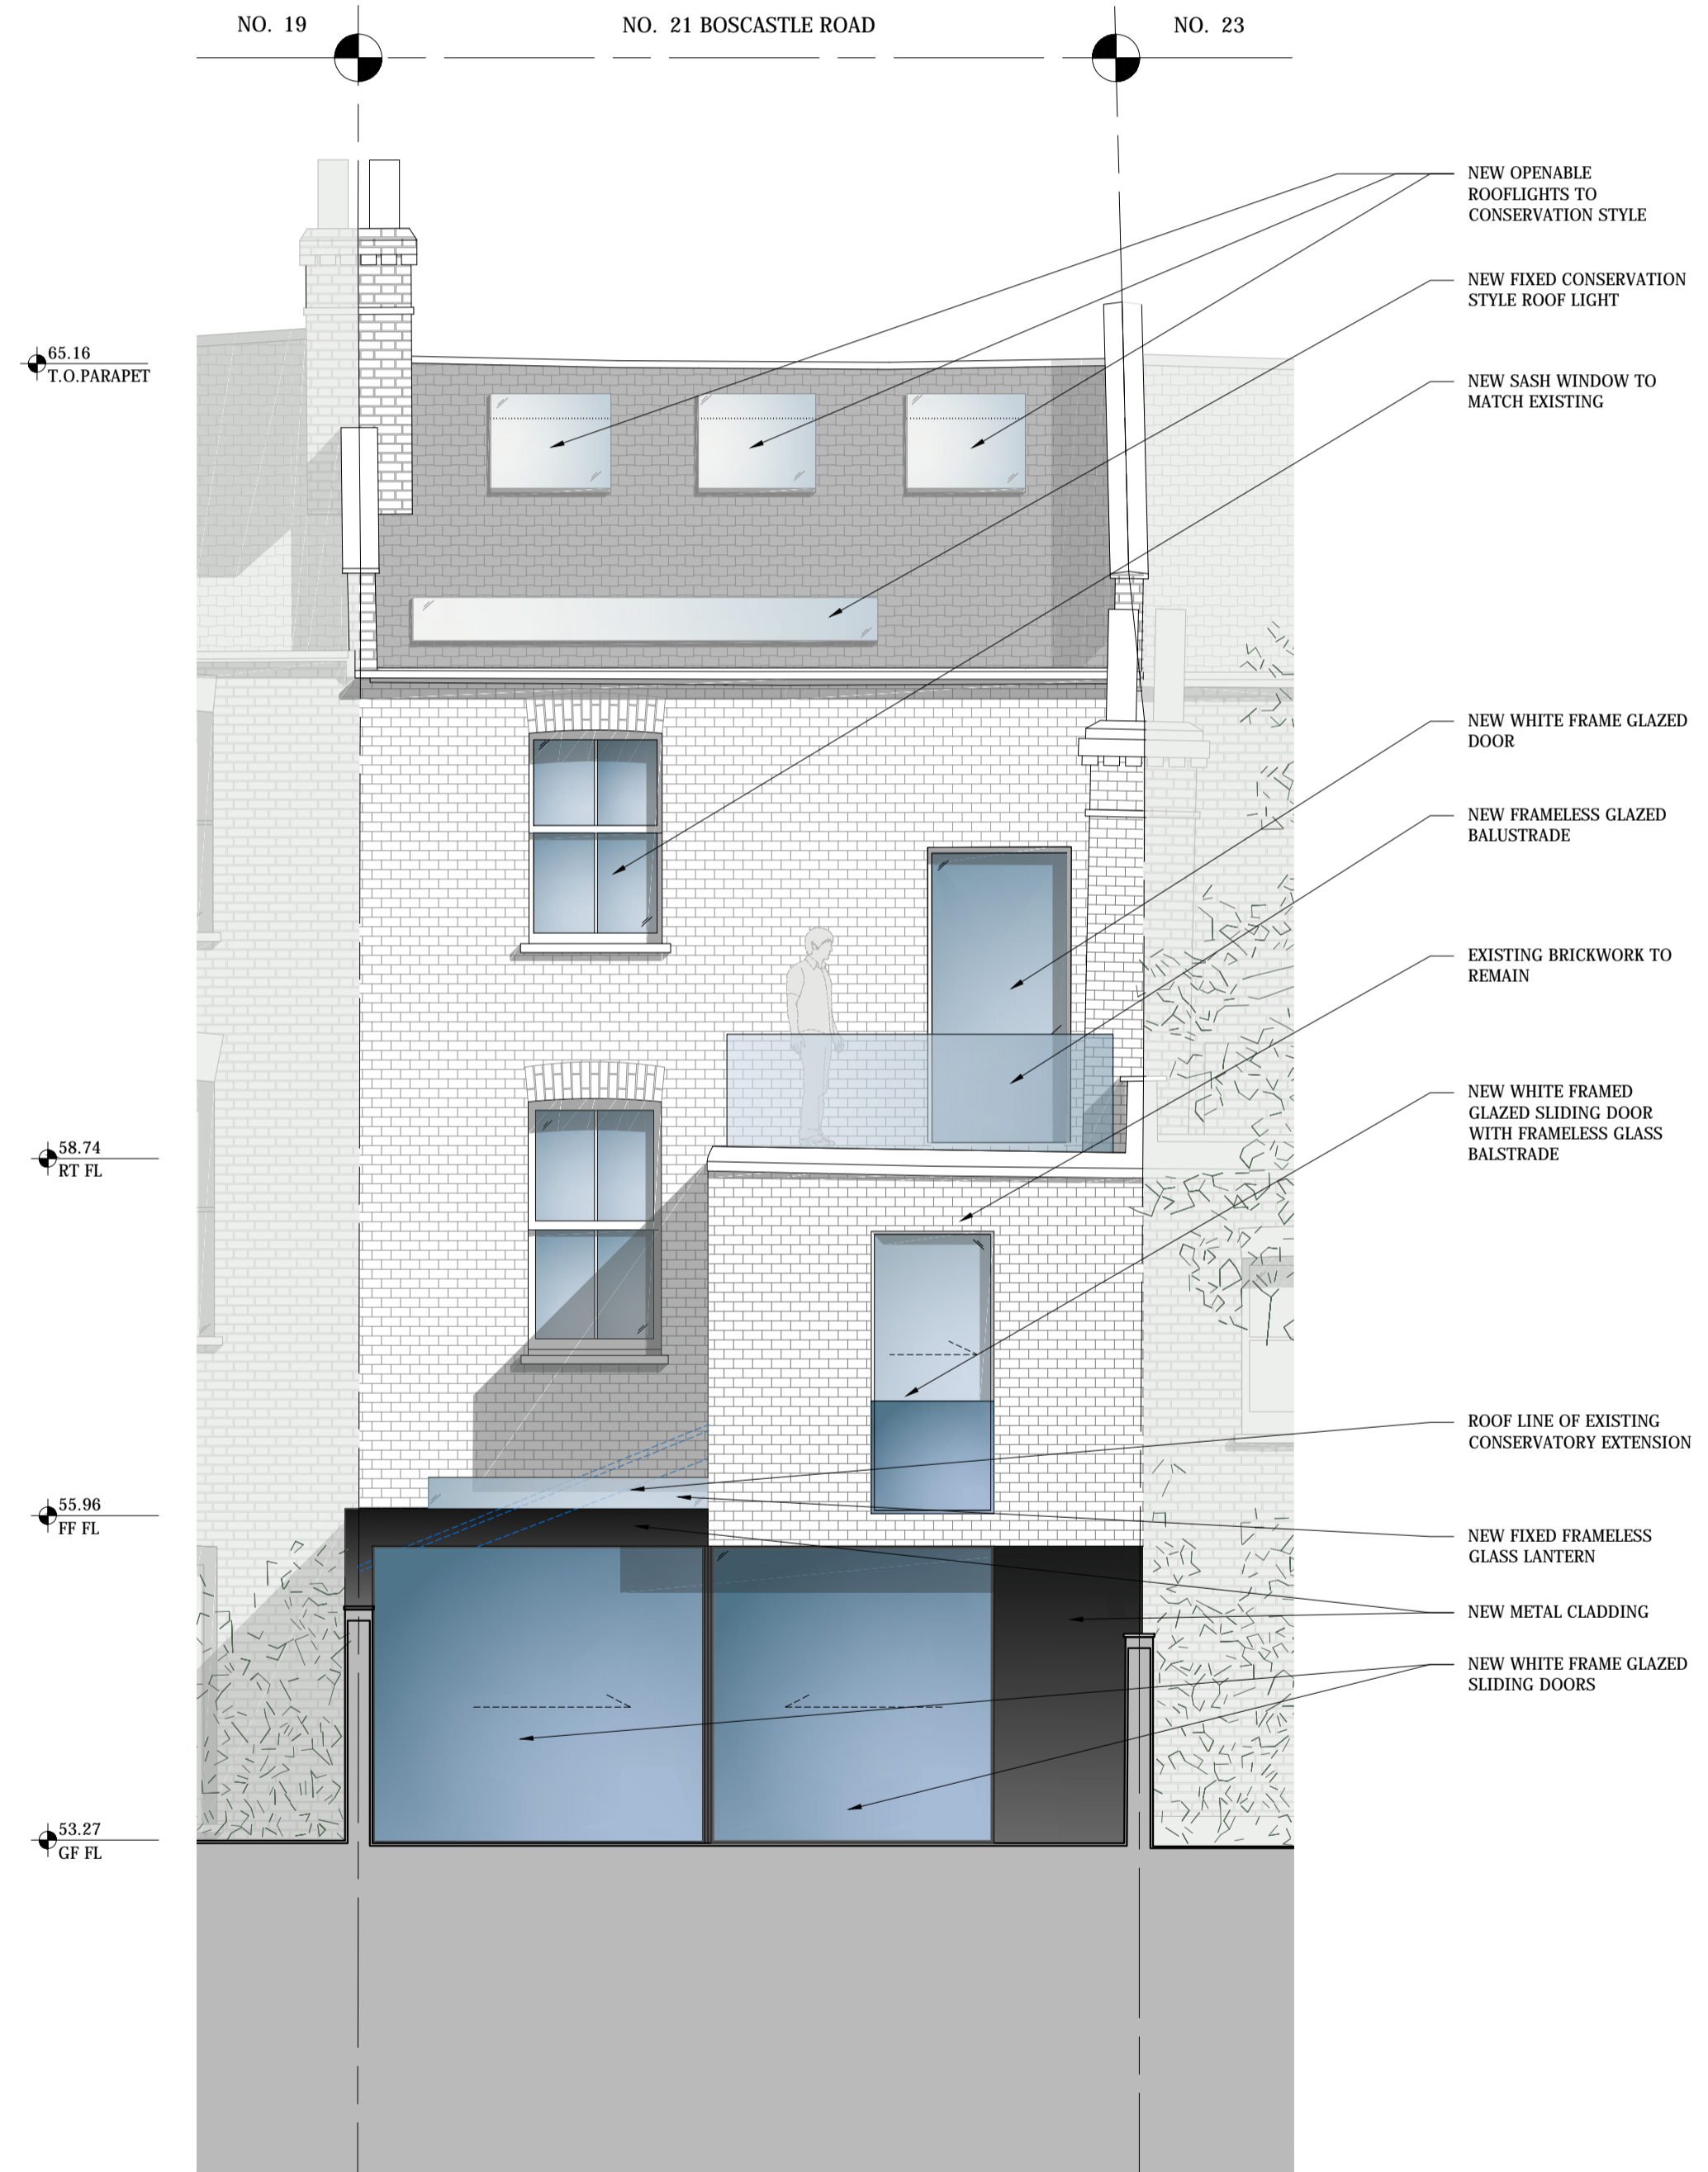 NO. 19
NO. 21 BOSCASTLE ROAD
NO. 23
NEW OPENABLE
ROOFLIGHTS TO
CONSERVATION STYLE
NEW FIXED CONSERVATION
STYLE ROOF LIGHT
65.16
T.O.PARAPET
NEW SASH WINDOW TO
MATCH EXISTING
NEW WHITE FRAME GLAZED
DOOR
NEW FRAMELESS GLAZED
BALUSTRADE
EXISTING BRICKWORK TO
REMAIN
NEW WHITE FRAMED
GLAZED SLIDING DOOR
WITH FRAMELESS GLASS
BALSTRADE
58.74
RT FL
ROOF LINE OF EXISTING
CONSERVATORY EXTENSION
55.96
FF FL
NEW FIXED FRAMELESS
GLASS LANTERN
NEW METAL CLADDING
NEW WHITE FRAME GLAZED
SLIDING DOORS
53.27
GF FL